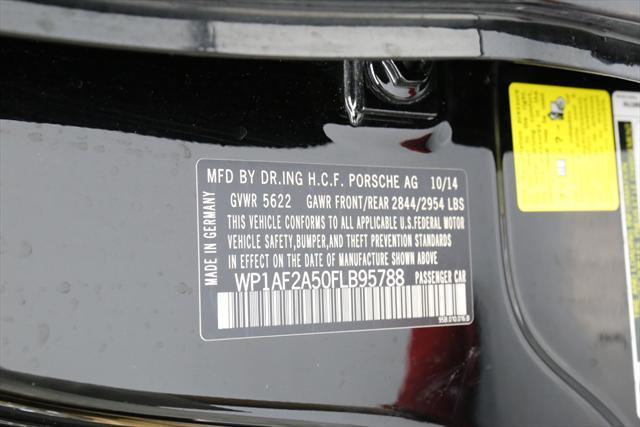 MFD BY DR.ING H.C.F. PORSCHE AG 10/14
GVWR 5622 GAWR FRONT/REAR 2844/2954 LBS
THIS VEHICLE CONFORMS TO ALL APPLICABLE U.S.FEDERAL MOTOR
VEHICLE SAFETY,BUMPER,AND THEFT PREVENTION STANDARDS
IN EFFECT ON THE DATE OF MANUFACTURE SHOWN ABOVE
WP1AF2A50FLB95788 PASSENGER CAR
MADE IN GERMANY